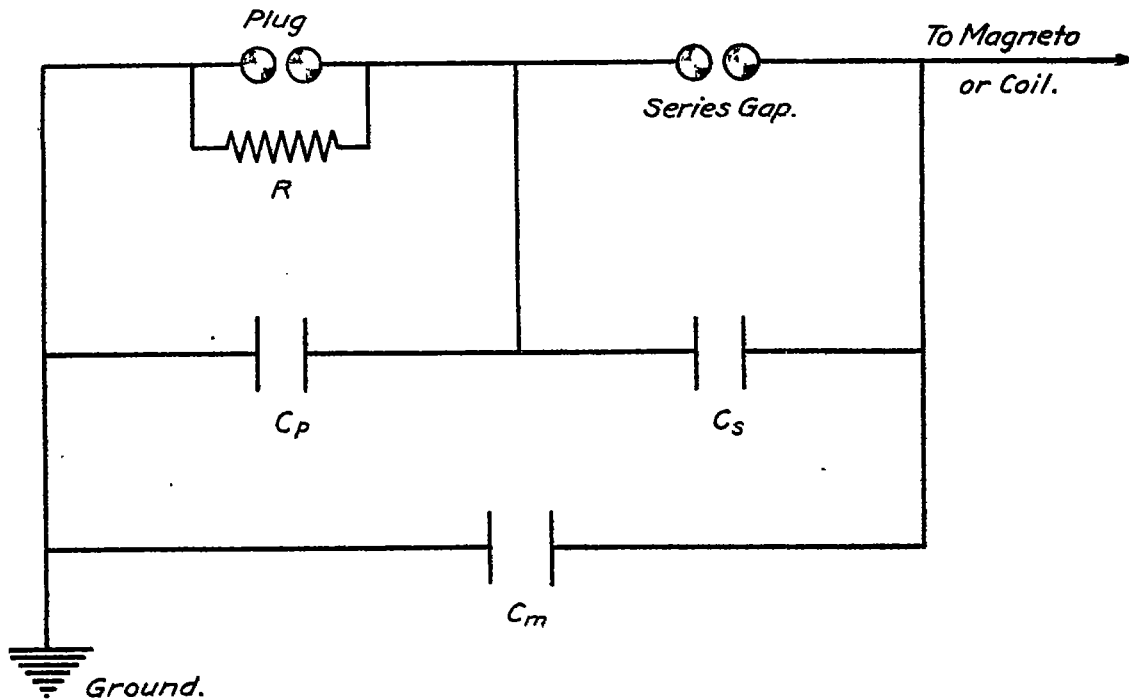 Plug
To Magneto
or Coil.
Series Gap.
R
Cp
Cs
Cm
Ground.